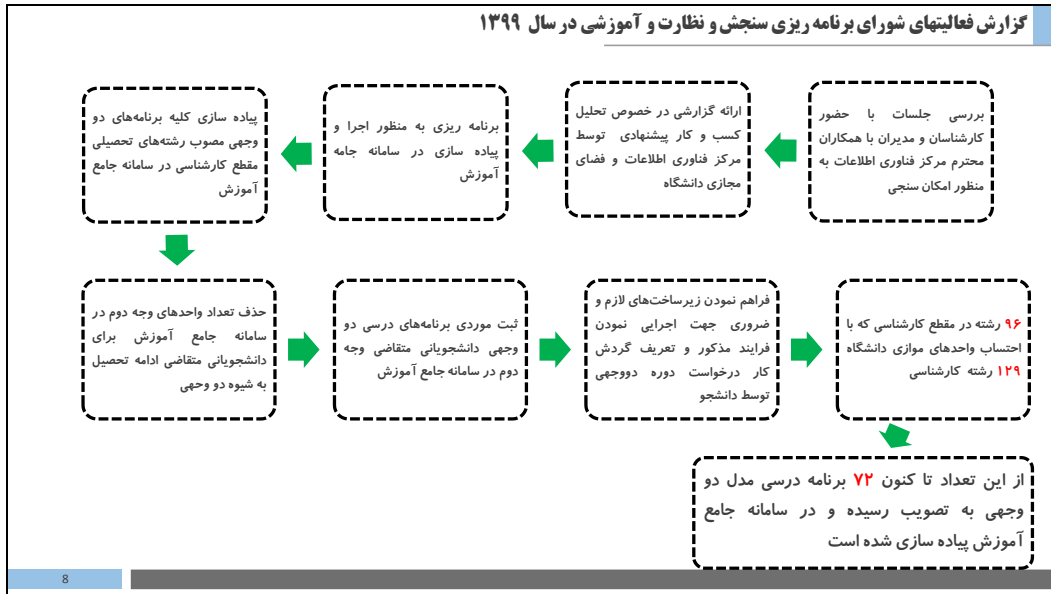 گزارش فعالیتهای شورای برنامه ریزی سنجش و نظارت و آموزشی در سال ۱۳۹۹
بررسی جلسات با حضور
کارشناسان و مدیران با همکاران
محترم مرکز فناوری اطلاعات به
منظور امکان سنجی
ارائه گزارشی در خصوص تحلیل
کسب و کار پیشنهادی توسط
مرکز فناوری اطلاعات و فضای
مجازی دانشگاه
برنامه ریزی به منظور اجرا و
پیاده سازی در سامانه جامه
آموزش
پیاده سازی کلیه برنامه‌های دو
وجهی مصوب رشته‌های تحصیلی
مقطع کارشناسی در سامانه جامع
آموزش
حذف تعداد واحدهای وجه دوم در
سامانه جامع آموزش برای
دانشجویانی متقاضی ادامه تحصیل
به شیوه دو وحهی
ثبت موردی برنامه‌های درسی دو
وجهی دانشجویانی متقاضی وجه
دوم در سامانه جامع آموزش
فراهم نمودن زیرساخت‌های لازم و
ضروری جهت اجرایی نمودن
فرایند مذکور و تعریف گردش
کار درخواست دوره دووجهی
توسط دانشجو
۹۶ رشته در مقطع کارشناسی که با
احتساب واحدهای موازی دانشگاه
۱۲۹ رشته کارشناسی
از این تعداد تا کنون ۷۲ برنامه درسی مدل دو
وجهی به تصویب رسیده و در سامانه جامع
آموزش پیاده سازی شده است
8